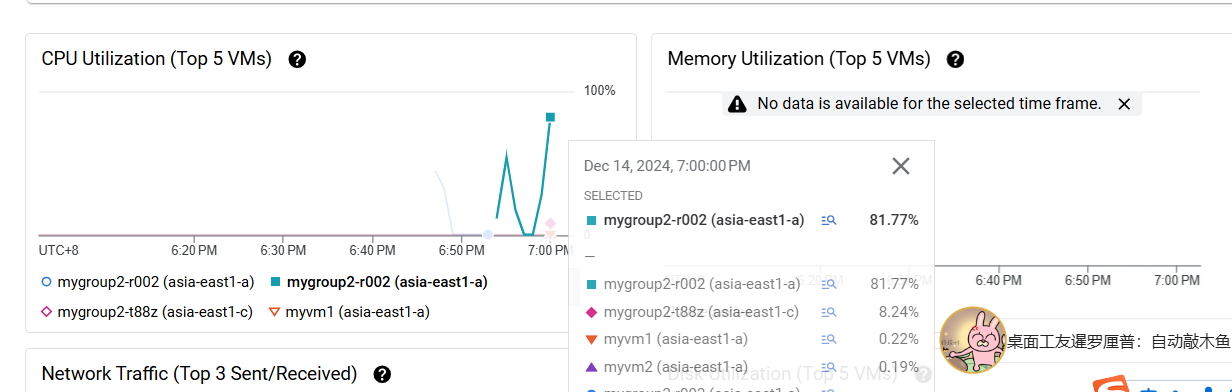 CPU Utilization (Top 5 VMs)
Memory Utilization (Top 5 VMs)
100%
No data is available for the selected time frame.
Dec 14, 2024, 7:00:00 PM
SELECTED
mygroup2-r002 (asia-east1-a) 81.77%
UTC+8 6:20 PM 6:30 PM 6:40 PM 6:50 PM 7:00 PM
mygroup2-r002 (asia-east1-a) mygroup2-r002 (asia-east1-a)
mygroup2-t88z (asia-east1-c) myvm1 (asia-east1-a)
mygroup2-r002 (asia-east1-a) 81.77%
mygroup2-t88z (asia-east1-c) 8.24%
myvm1 (asia-east1-a) 0.22%
myvm2 (asia-east1-a) 0.19%
mygroup2-r002 (asia-east1-a)
6:40 PM 6:50 PM 7:00 PM
桌面工友暹罗厘普：自动敲木鱼
Network Traffic (Top 3 Sent/Received)
Disk Utilization (Top 5 VMs)